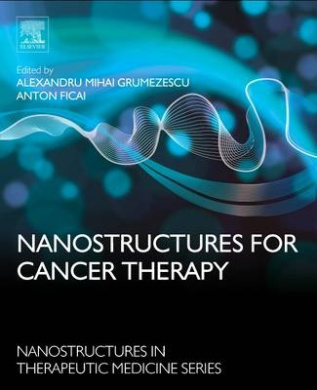 ELSEVIER
Edited by
ALEXANDRU MIHAI GRUMEZESCU
ANTON FICAI
NANOSTRUCTURES FOR
CANCER THERAPY
NANOSTRUCTURES IN
THERAPEUTIC MEDICINE SERIES